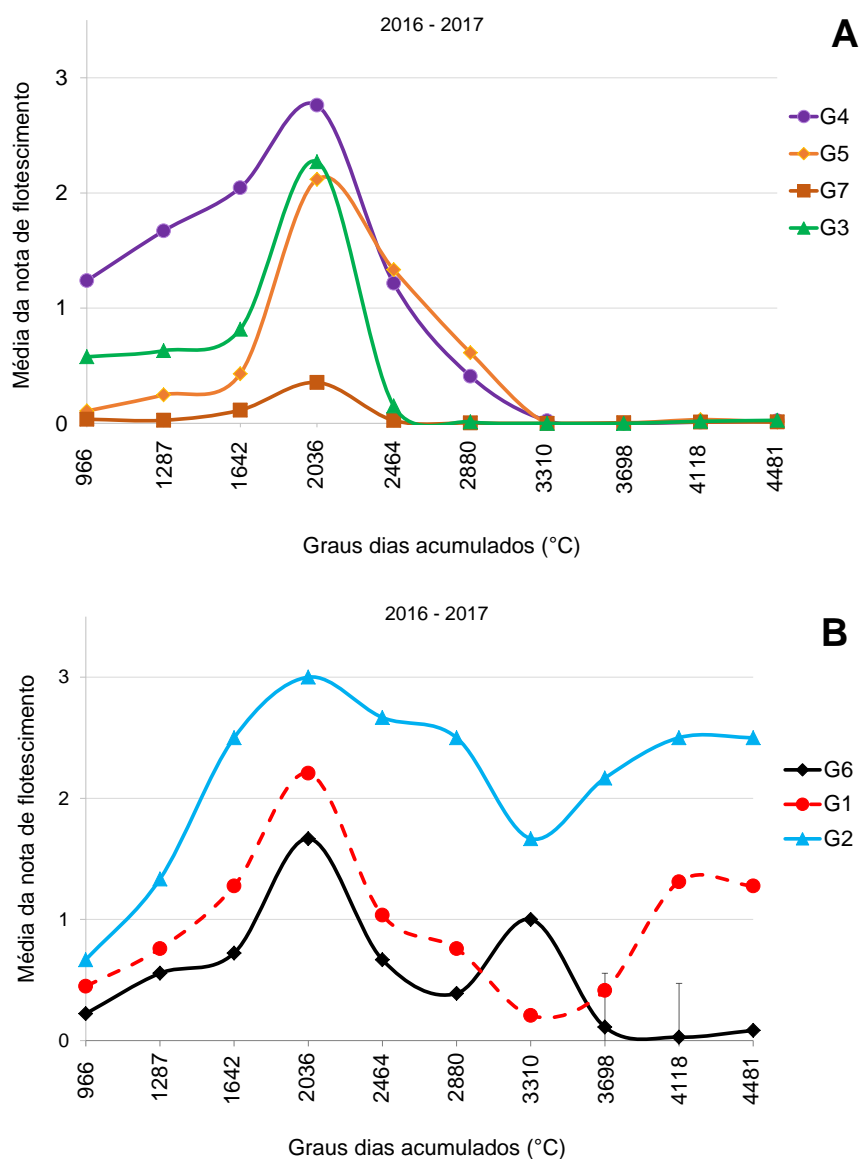 2016 - 2017
A
Média da nota de flotescimento
3
2
1
0
966
1287
1642
2036
2464
2880
3310
3698
4118
4481
Graus dias acumulados (°C)
G4
G5
G7
G3
2016 - 2017
B
Média da nota de flotescimento
3
2
1
0
966
1287
1642
2036
2464
2880
3310
3698
4118
4481
Graus dias acumulados (°C)
G6
G1
G2